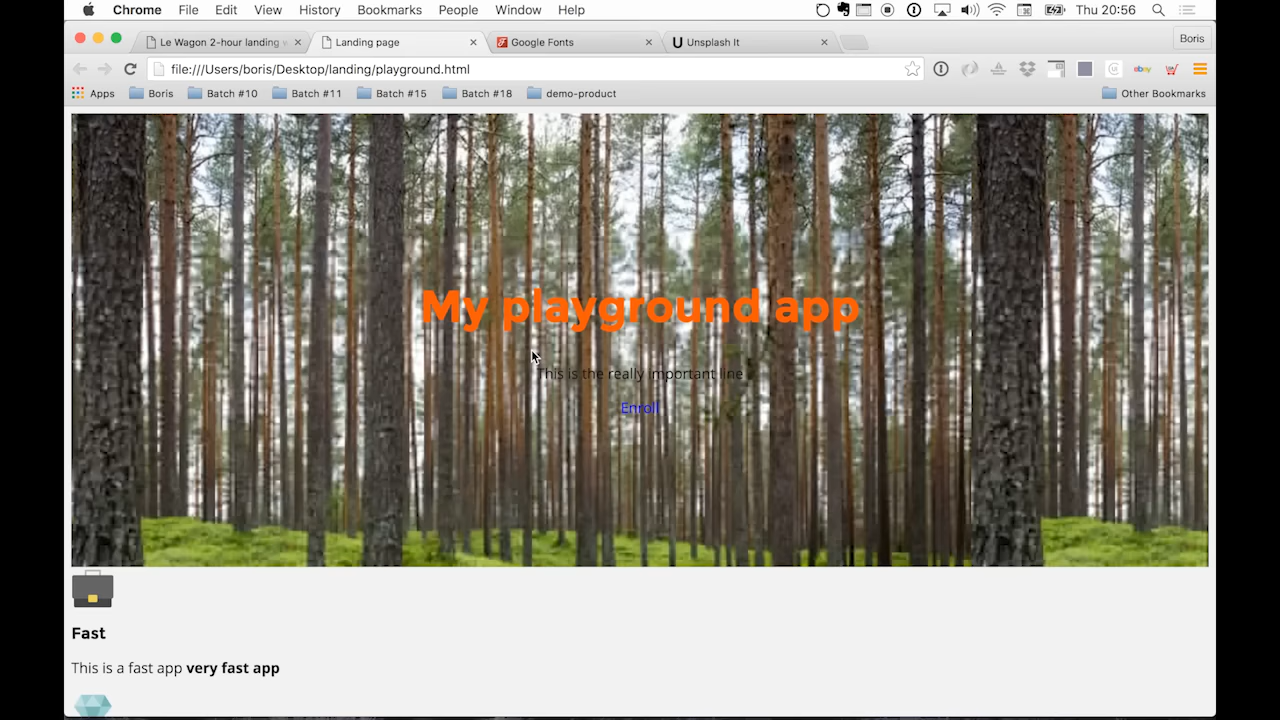 Chrome File Edit View History Bookmarks People Window Help Thu 20:56
Le Wagon 2-hour landing Landing page Google Fonts Unsplash It Boris
file:///Users/boris/Desktop/landing/playground.html
Apps Boris Batch #10 Batch #11 Batch #15 Batch #18 demo-product Other Bookmarks
My playground app
This is the really important line
Enroll
Fast
This is a fast app very fast app